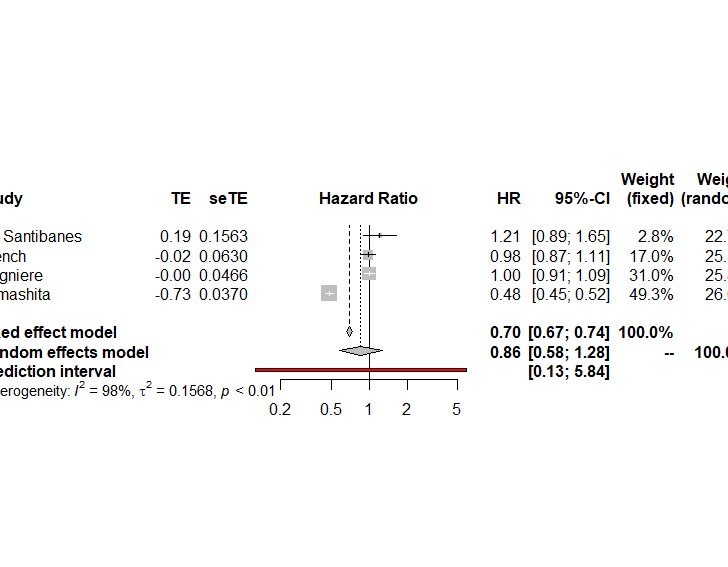 Weight Weig
udy TE seTE Hazard Ratio HR 95%-CI (fixed) (rando
Santibanes 0.19 0.1563 1.21 [0.89; 1.65] 2.8% 22.
ench -0.02 0.0630 0.98 [0.87; 1.11] 17.0% 25.
gniere -0.00 0.0466 1.00 [0.91; 1.09] 31.0% 25.
mashita -0.73 0.0370 0.48 [0.45; 0.52] 49.3% 26.
ed effect model 0.70 [0.67; 0.74] 100.0%
ndom effects model 0.86 [0.58; 1.28] -- 100.
ediction interval [0.13; 5.84]
erogeneity: I² = 98%, τ² = 0.1568, p < 0.01
0.2 0.5 1 2 5